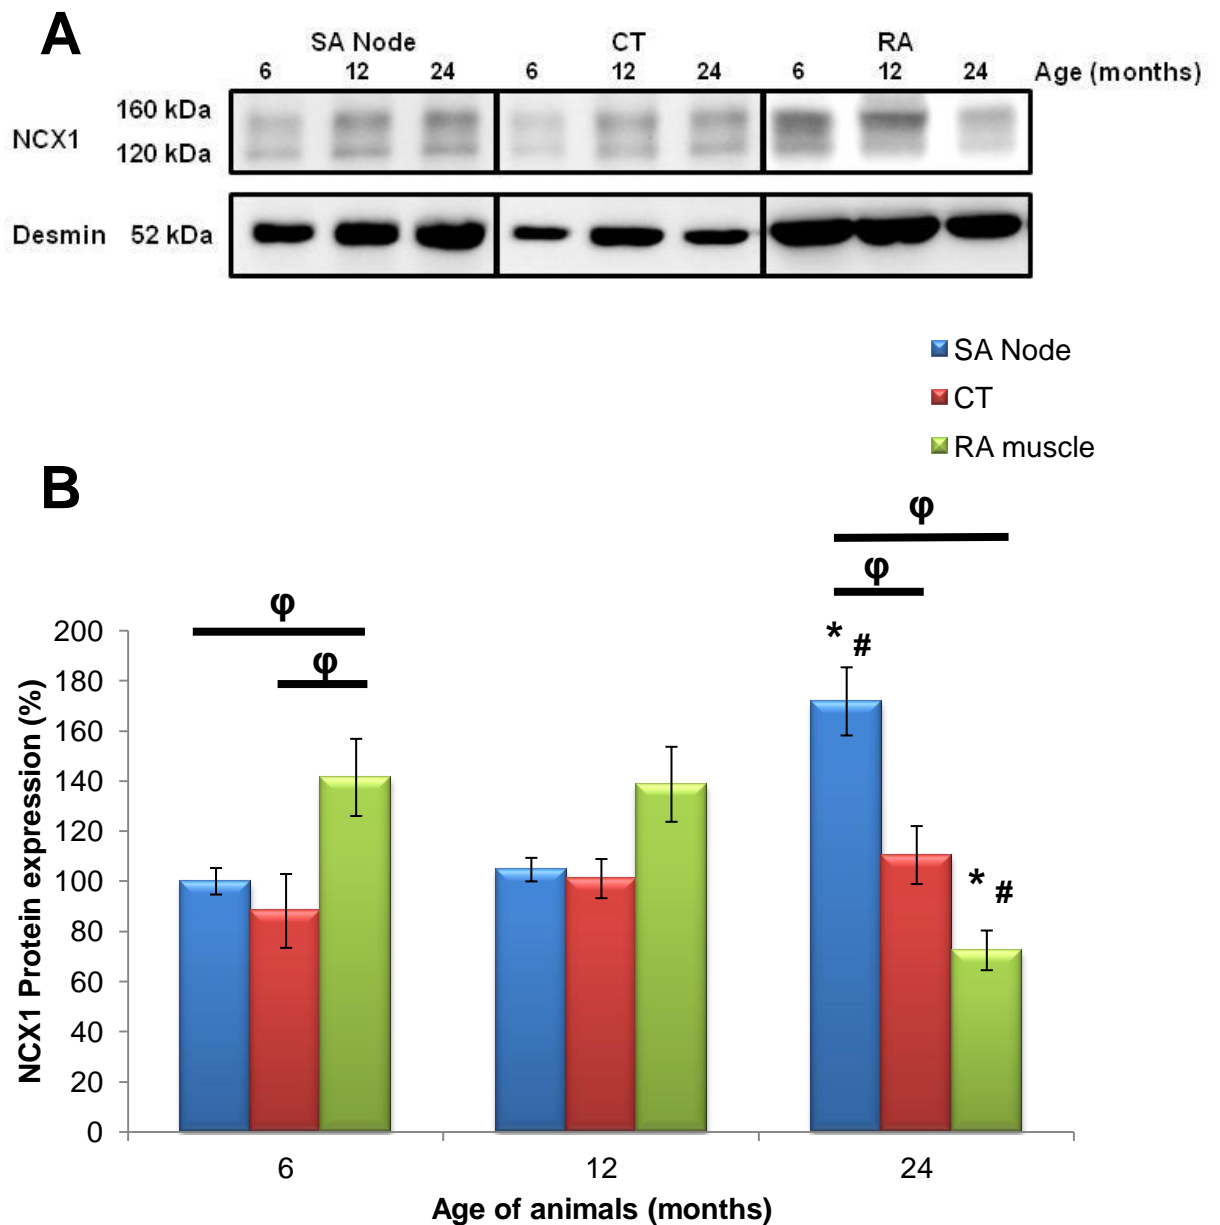 A
SA Node CT RA
6 12 24 6 12 24 6 12 24 Age (months)
160 kDa
NCX1
120 kDa
Desmin 52 kDa
SA Node
CT
RA muscle
B
φ
φ
φ
φ
* #
* #
200
180
160
140
120
100
80
60
40
20
0
NCX1 Protein expression (%)
6 12 24
Age of animals (months)